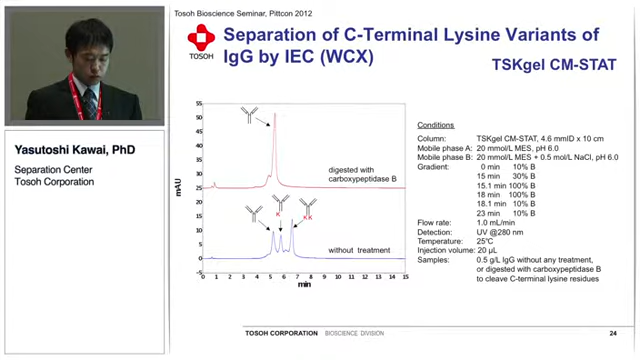 Tosoh Bioscience Seminar, Pittcon 2012
TOSOH
Separation of C-Terminal Lysine Variants of
IgG by IEC (WCX)
TSKgel CM-STAT
Yasutoshi Kawai, PhD
Separation Center
Tosoh Corporation
mAU
55
50
45
40
35
30
25
20
15
10
5
0
-5
digested with
carboxypeptidase B
K
K K
without treatment
0 1 2 3 4 5 6 7 8 9 10 11 12 13 14 15
min
Conditions
Column: TSKgel CM-STAT, 4.6 mmID x 10 cm
Mobile phase A: 20 mmol/L MES, pH 6.0
Mobile phase B: 20 mmol/L MES + 0.5 mol/L NaCl, pH 6.0
Gradient: 0 min 10% B
15 min 30% B
15.1 min 100% B
18 min 100% B
18.1 min 10% B
23 min 10% B
Flow rate: 1.0 mL/min
Detection: UV @280 nm
Temperature: 25℃
Injection volume: 20 µL
Samples: 0.5 g/L IgG without any treatment,
or digested with carboxypeptidase B
to cleave C-terminal lysine residues
TOSOH CORPORATION BIOSCIENCE DIVISION
24